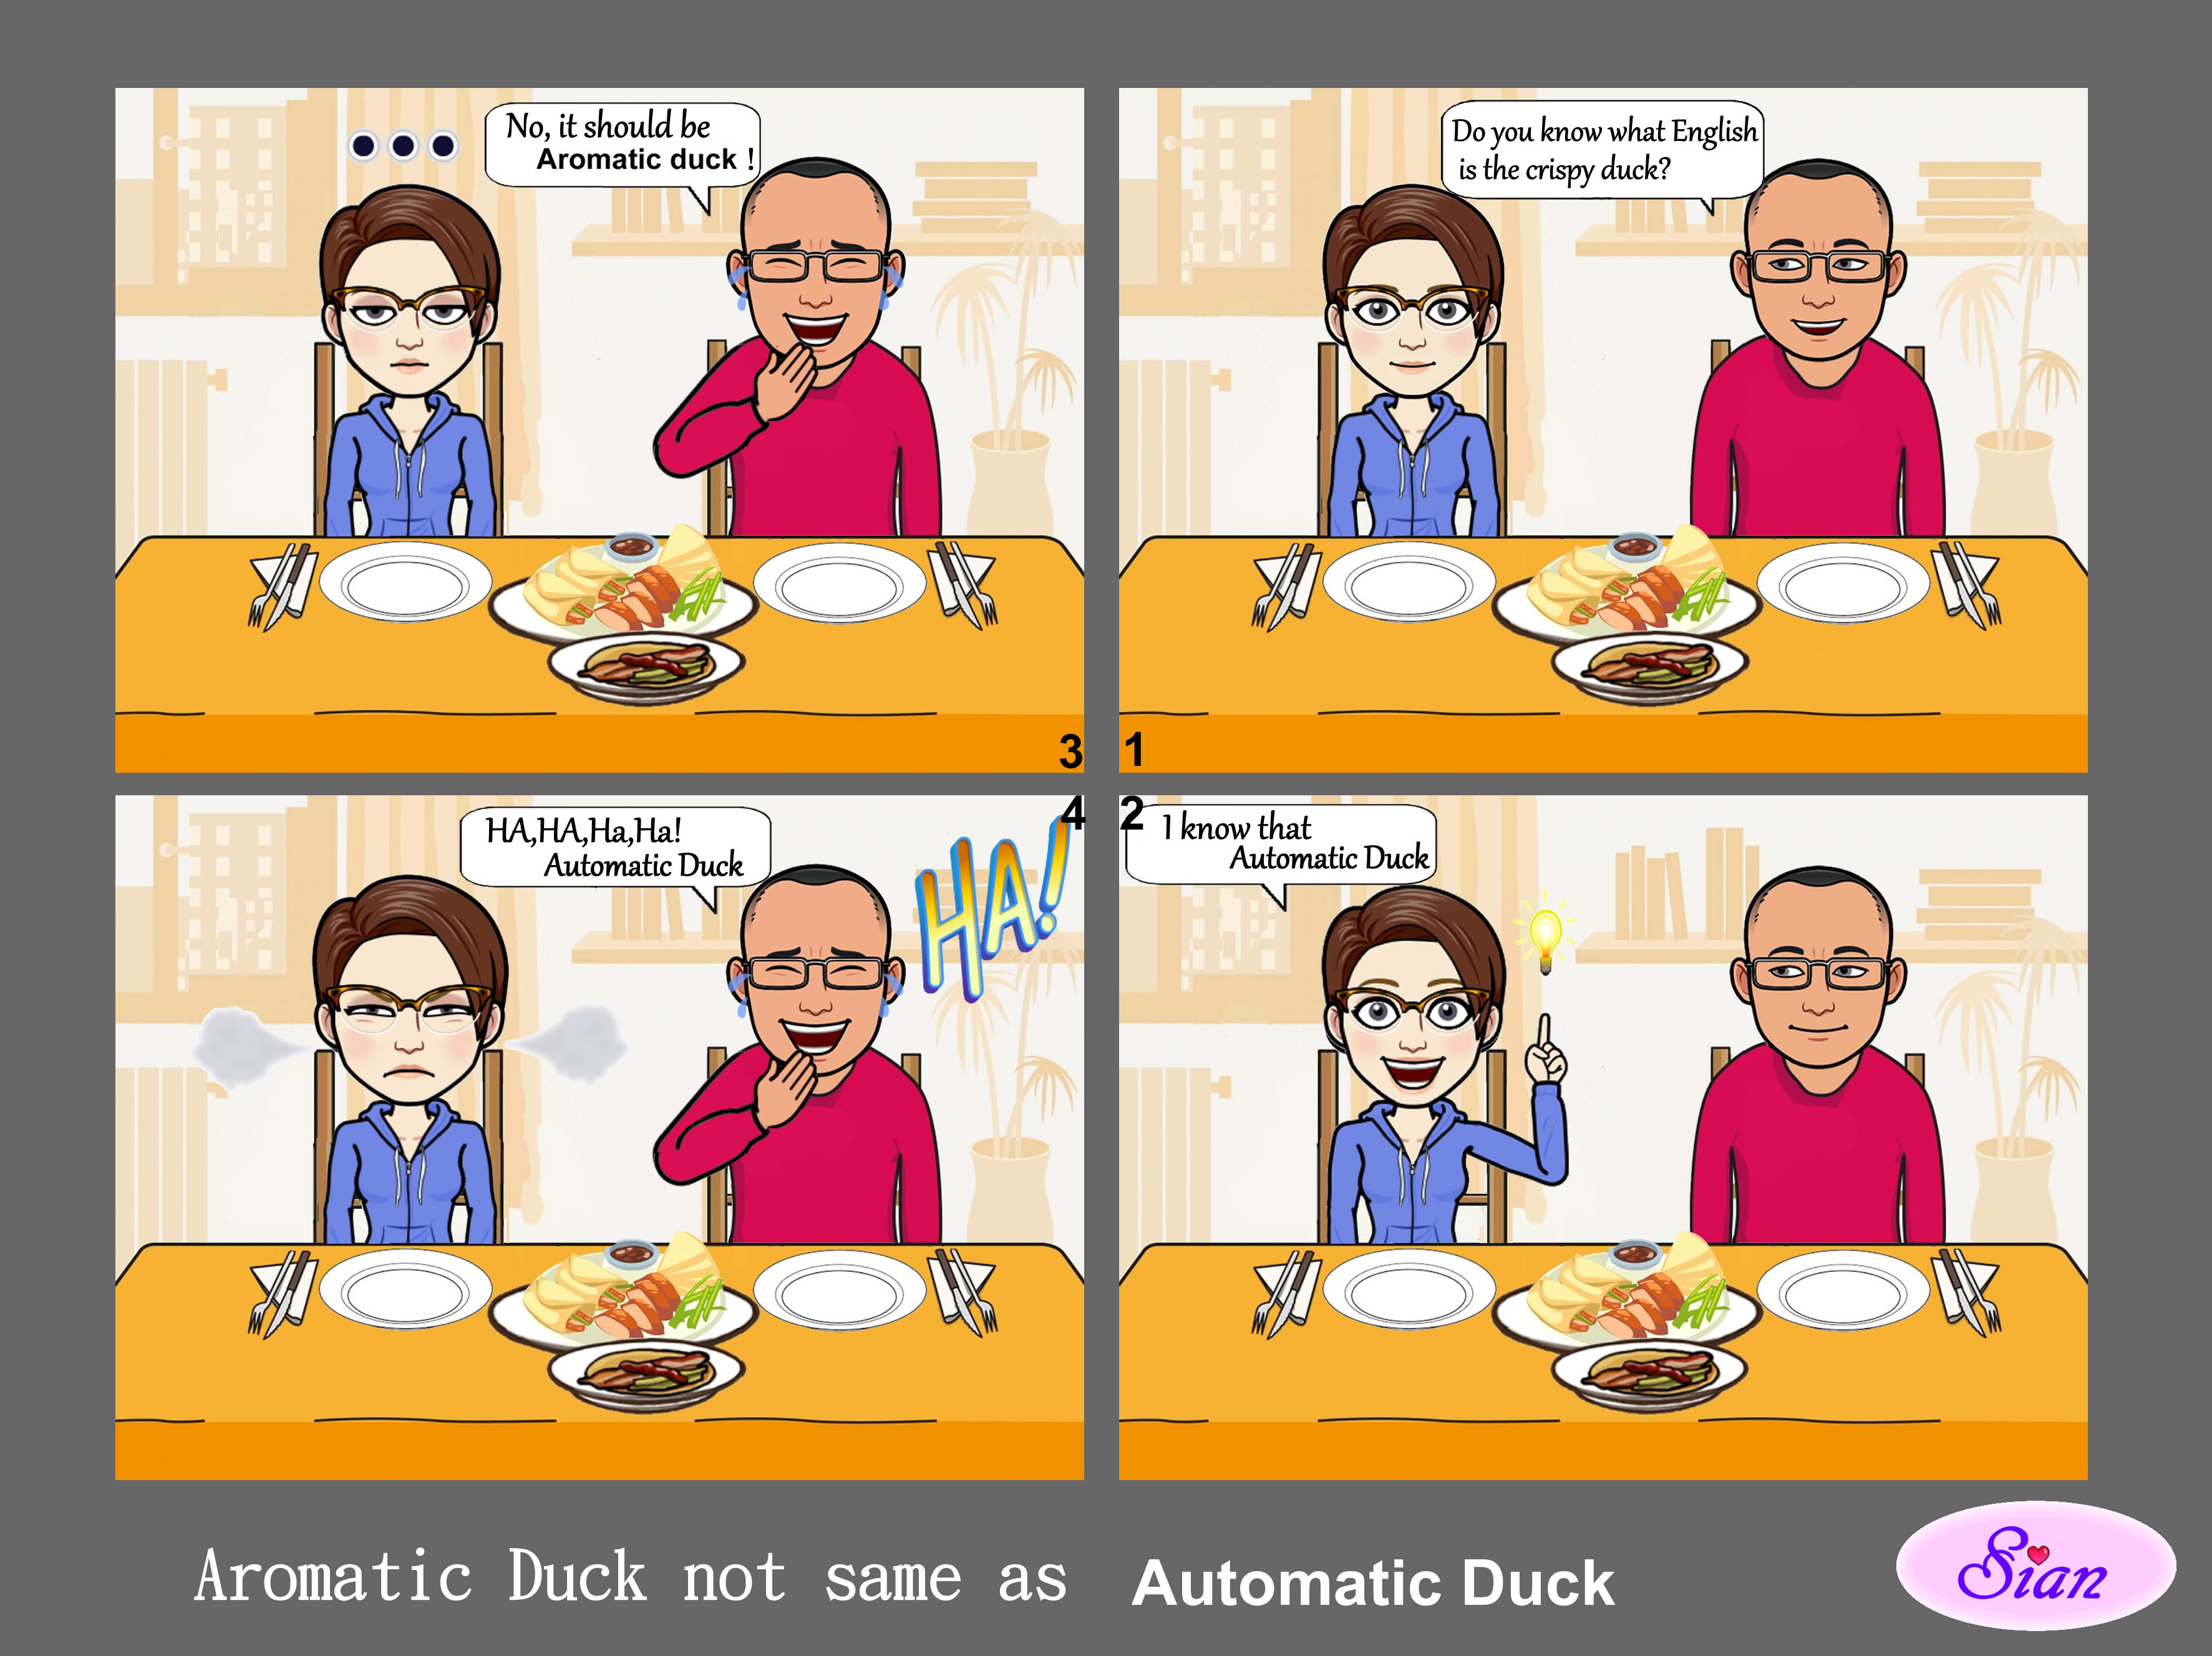 Do you know what English
is the crispy duck?
1
2
I know that
Automatic Duck
No, it should be
Aromatic duck !
3
4
HA,HA,Ha,Ha!
Automatic Duck
HA!
Aromatic Duck not same as Automatic Duck
Sian